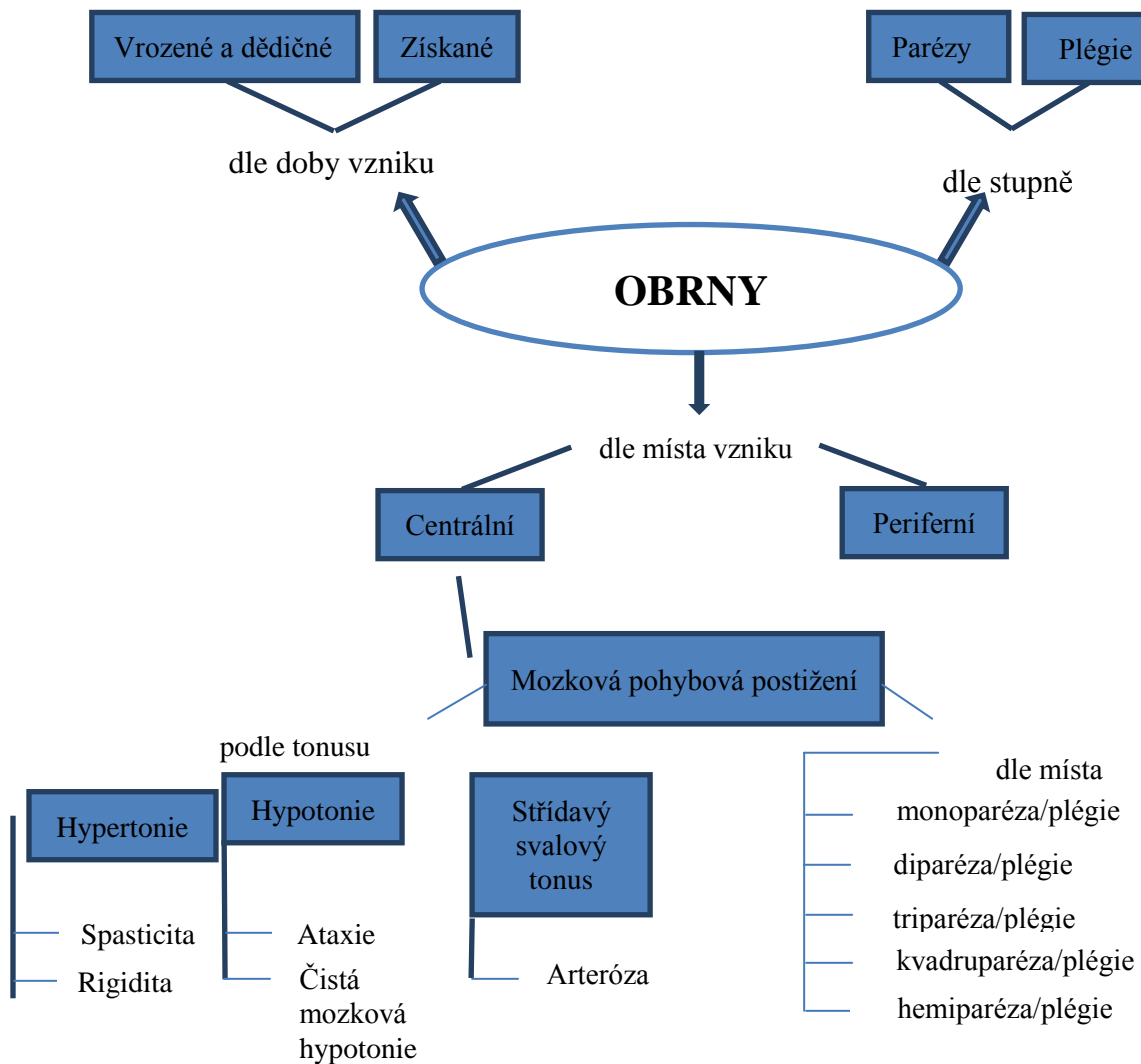 Vrozené a dědičné
Získané
Parézy
Plégie
dle doby vzniku
dle stupně
OBRNY
dle místa vzniku
Centrální
Periferní
Mozková pohybová postižení
podle tonusu
dle místa
Hypertonie
Hypotonie
Střídavý
svalový
tonus
monoparéza/plégie
diparéza/plégie
triparéza/plégie
kvadruparéza/plégie
hemiparéza/plégie
Spasticita
Rigidita
Ataxie
Čistá
mozková
hypotonie
Arteróza